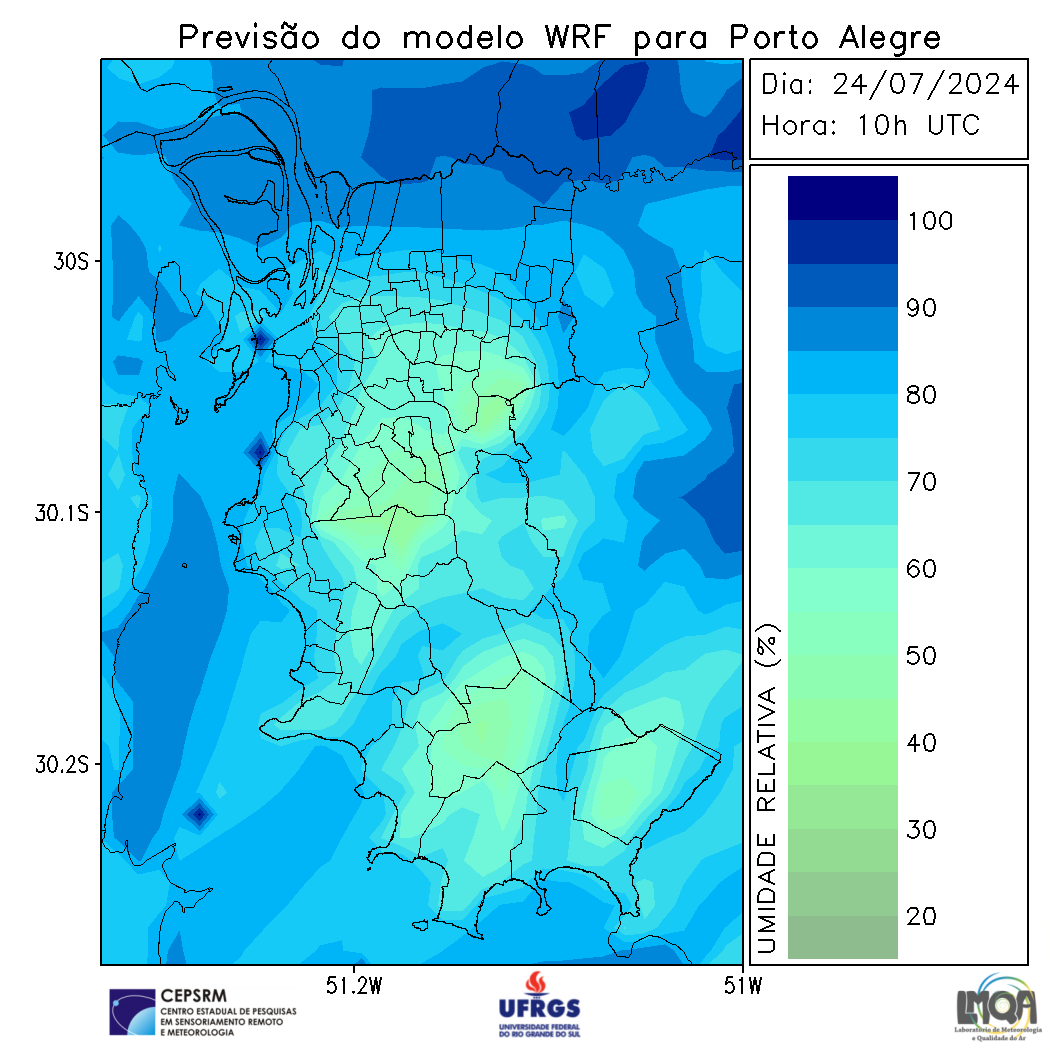 Previsão do modelo WRF para Porto Alegre
Dia: 24/07/2024
Hora: 10h UTC
30S
30.1S
30.2S
51.2W
51W
100
90
80
70
60
50
40
30
20
UMIDADE RELATIVA (%)
CEPSRM
CENTRO ESTADUAL DE PESQUISAS
EM SENSORIAMENTO REMOTO
E METEOROLOGIA
UFRGS
UNIVERSIDADE FEDERAL
DO RIO GRANDE DO SUL
LMQA
Laboratório de Meteorologia
e Qualidade do Ar